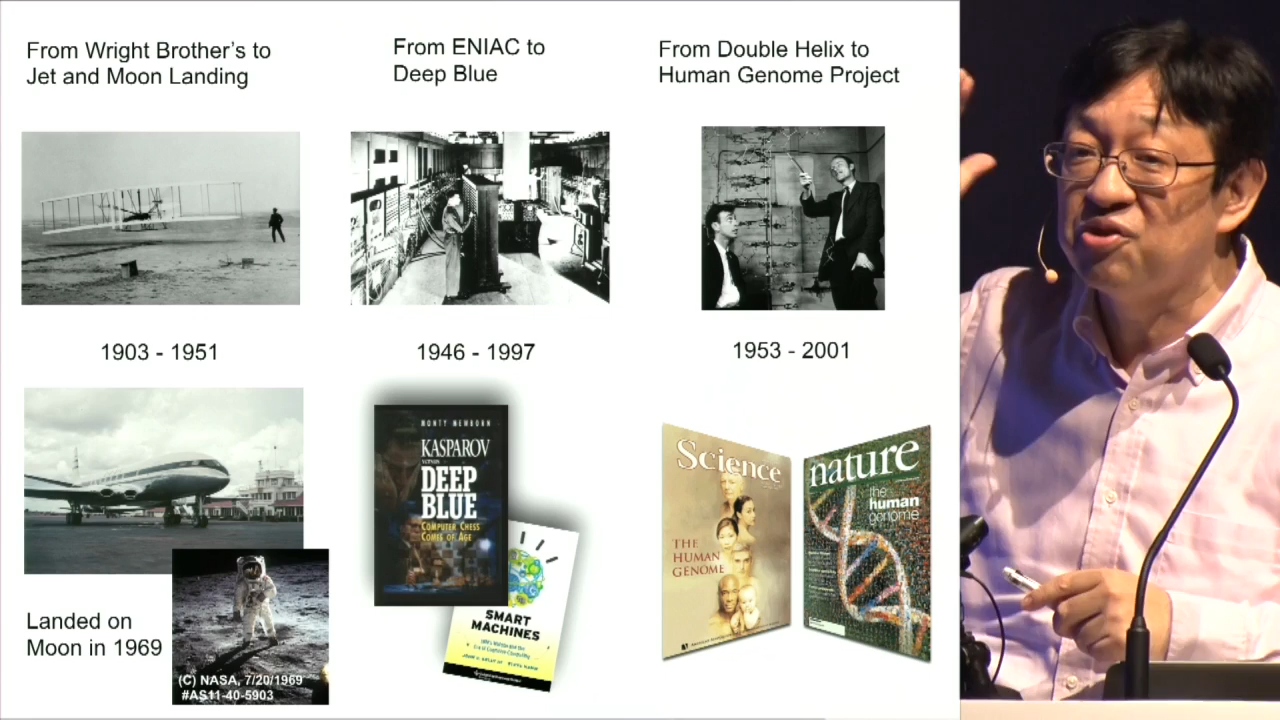 From Wright Brother's to
Jet and Moon Landing
From ENIAC to
Deep Blue
From Double Helix to
Human Genome Project
1903 - 1951
1946 - 1997
1953 - 2001
MONTY NEWBORN
KASPAROV
VERSUS
DEEP
BLUE
COMPUTER CHESS
COMES OF AGE
SMART
MACHINES
Science
THE
HUMAN
GENOME
nature
the
human
genome
Landed on
Moon in 1969
(C) NASA, 7/20/1969
#AS11-40-5903